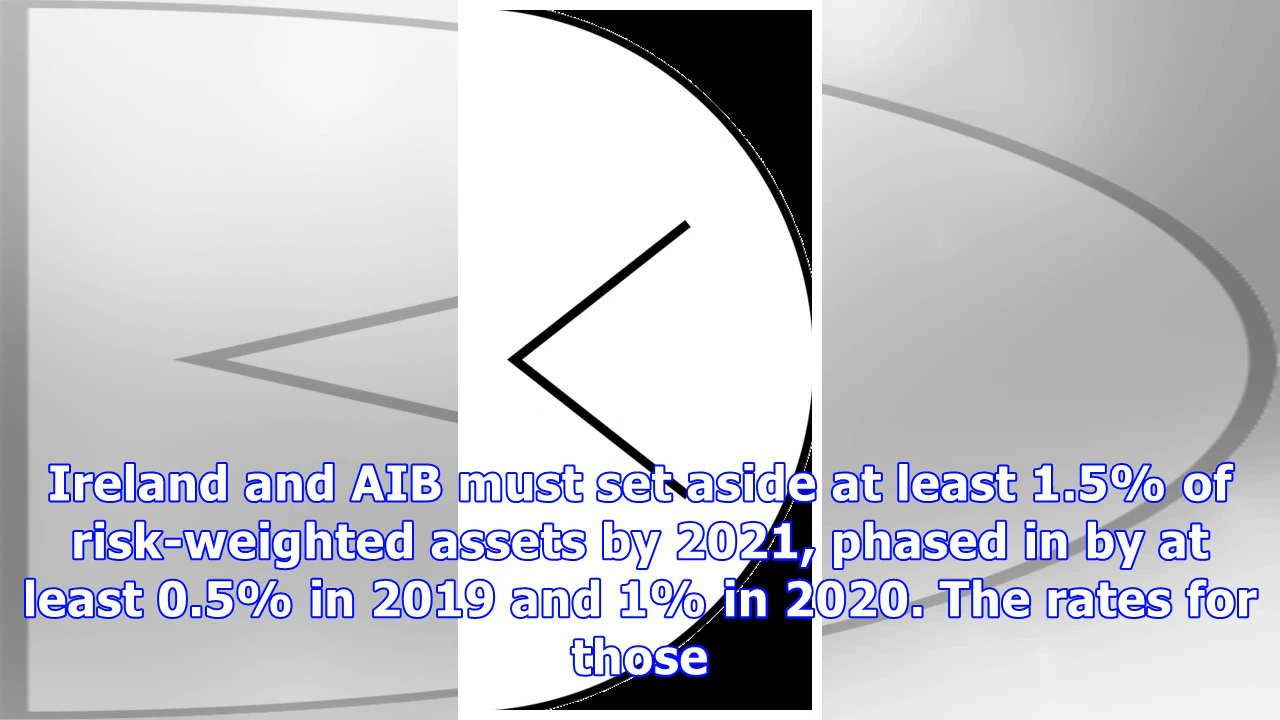 Ireland and AIB must set aside at least 1.5% of
risk-weighted assets by 2021, phased in by at
least 0.5% in 2019 and 1% in 2020. The rates for
those